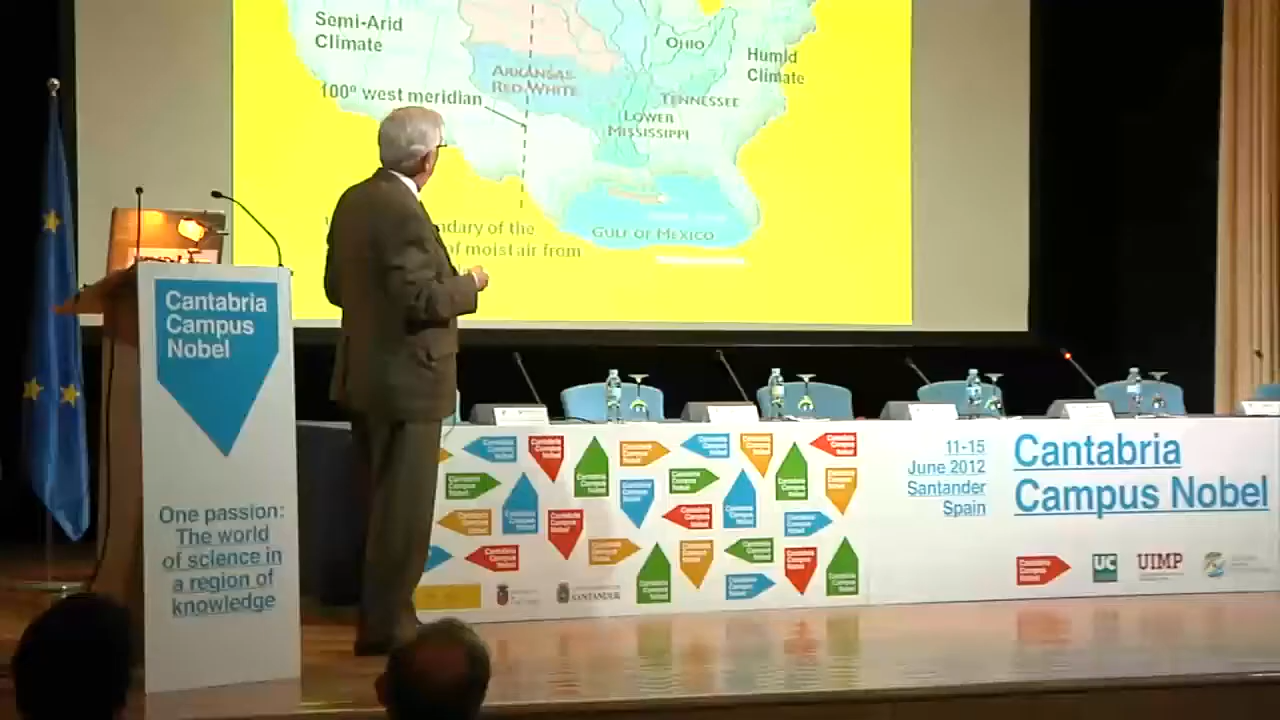 Semi-Arid
Climate
OHIO
Humid
Climate
ARKANSAS-
RED-WHITE
100º west meridian
TENNESSEE
LOWER
MISSISSIPPI
GULF OF MEXICO
of the
of moist air from
Cantabria
Campus
Nobel
One passion:
The world
of science in
a region of
knowledge
11-15
June 2012
Santander
Spain
Cantabria
Campus Nobel
UC
UIMP
SANTANDER